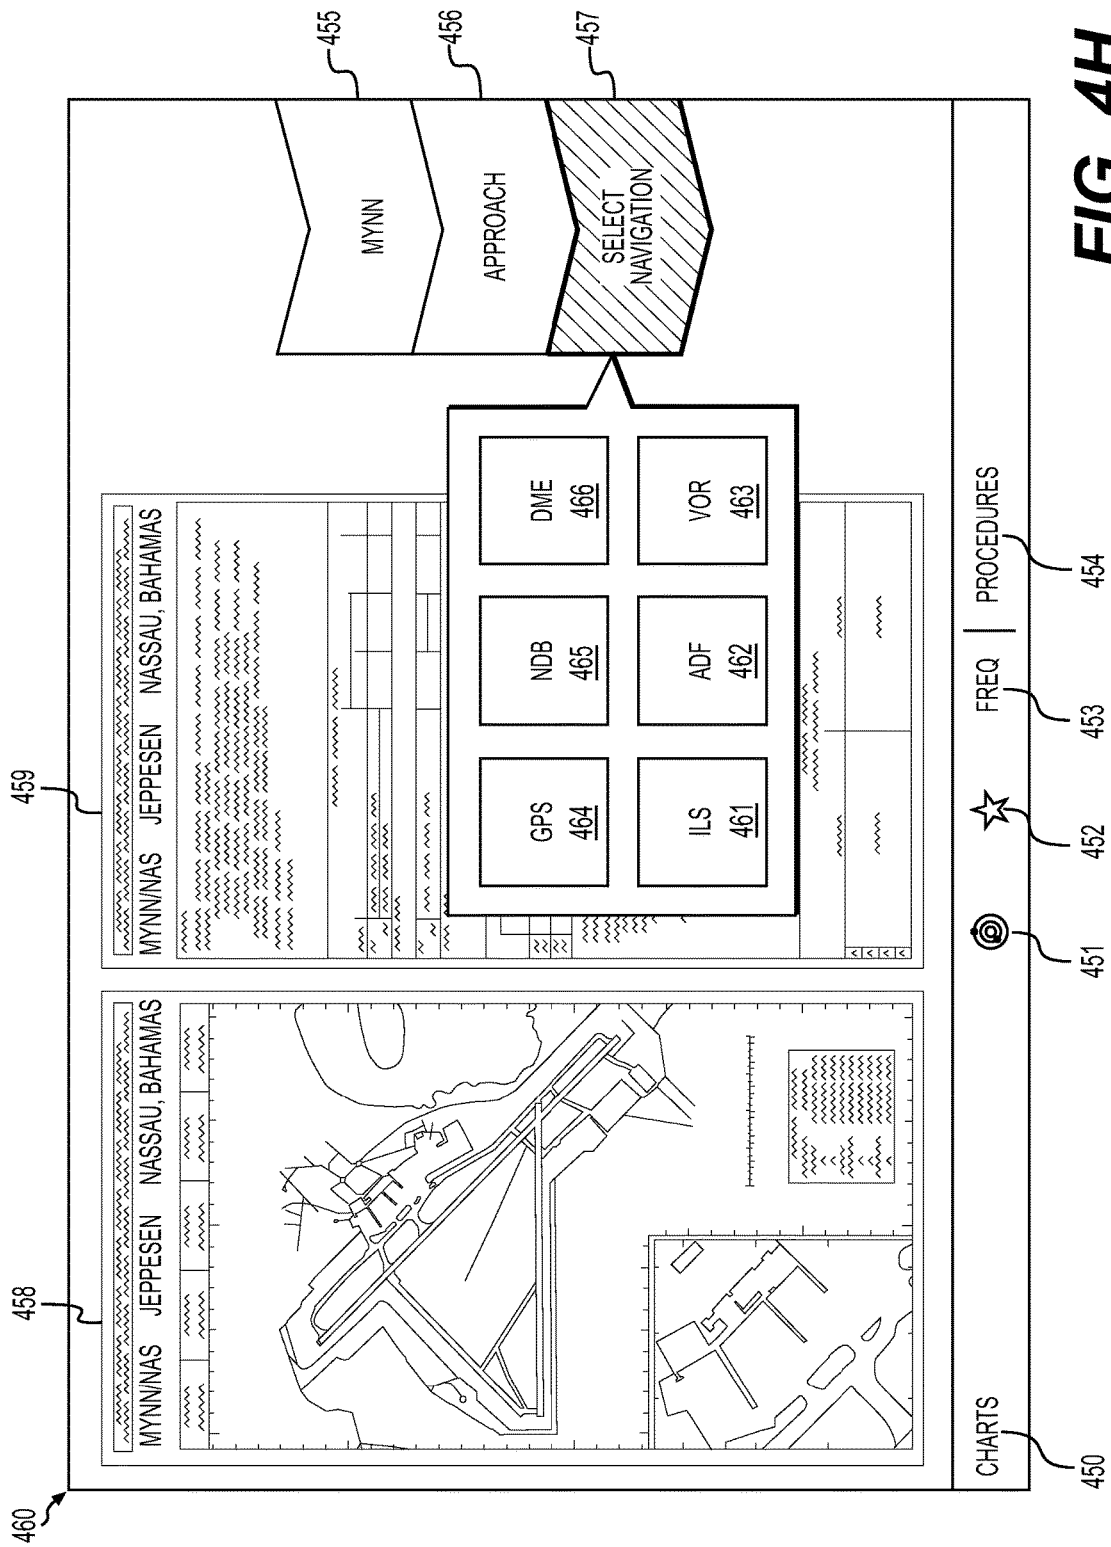 460
458
459
MYNN/NAS JEPPESEN NASSAU, BAHAMAS
MYNN/NAS JEPPESEN NASSAU, BAHAMAS
455
MYNN
456
APPROACH
457
SELECT
NAVIGATION
GPS
464
NDB
465
DME
466
ILS
461
ADF
462
VOR
463
CHARTS
FREQ
PROCEDURES
450
451
452
453
454
FIG 4H